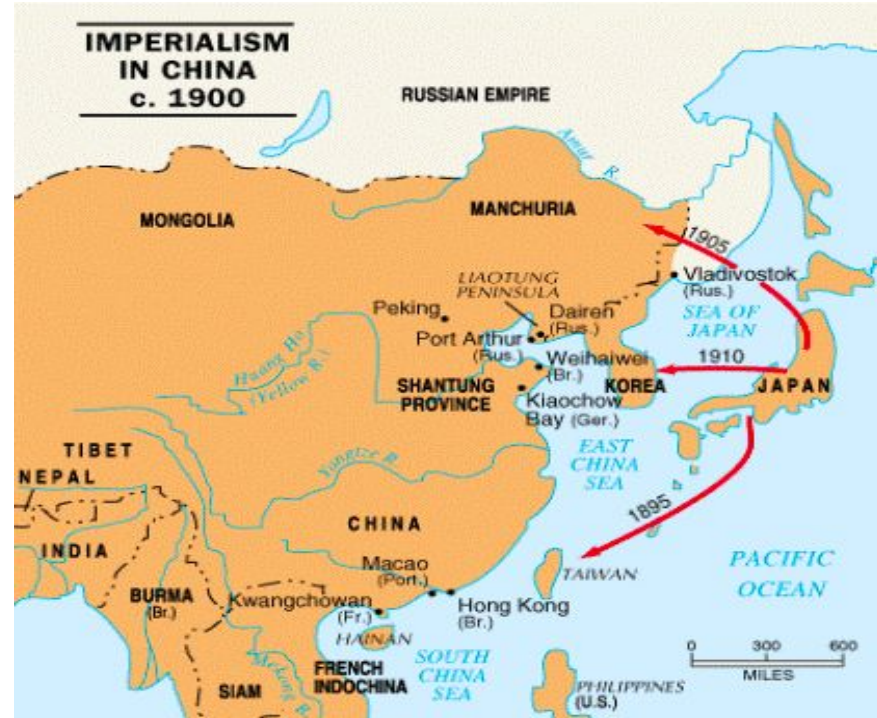 IMPERIALISM
IN CHINA
c. 1900
RUSSIAN EMPIRE
Amur R.
MONGOLIA
MANCHURIA
1905
LIAOTUNG
PENINSULA
Vladivostok
(Rus.)
Peking
Dairen
(Rus.)
SEA OF
JAPAN
Port Arthur
(Rus.)
Weihaiwei
(Br.)
1910
Huang Ho
(Yellow R.)
SHANTUNG
PROVINCE
KOREA
JAPAN
Kiaochow
Bay (Ger.)
TIBET
NEPAL
Yangtze R.
EAST
CHINA
SEA
1895
CHINA
INDIA
Macao
(Port.)
TAIWAN
PACIFIC
OCEAN
BURMA
(Br.)
Kwangchowan
(Fr.)
Hong Kong
(Br.)
HAINAN
Mekong R.
FRENCH
INDOCHINA
SOUTH
CHINA
SEA
0 300 600
MILES
SIAM
PHILIPPINES
(U.S.)